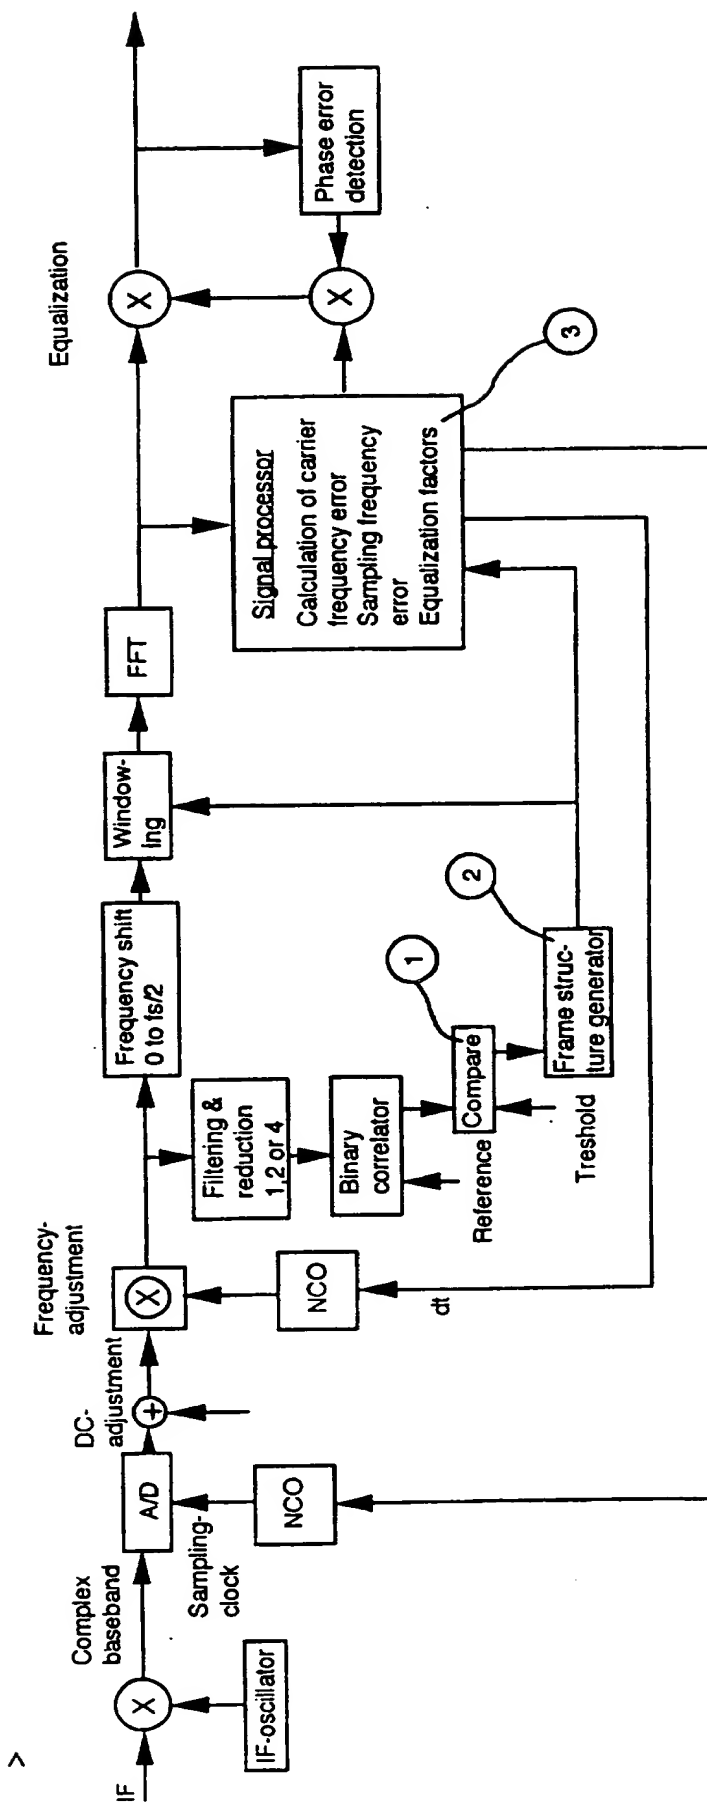 >
IF
X
IF-oscillator
Complex
baseband
A/D
Sampling-
clock
NCO
DC-
adjustment
+
Frequency-
adjustment
X
NCO
dt
Frequency shift
0 to fs/2
Filtering &
reduction
1,2 or 4
Binary
correlator
Reference
Compare
1
Treshold
Frame struc-
ture generator
2
Window-
ing
FFT
Signal processor
Calculation of carrier
frequency error
Sampling frequency
error
Equalization factors
3
Equalization
X
X
Phase error
detection